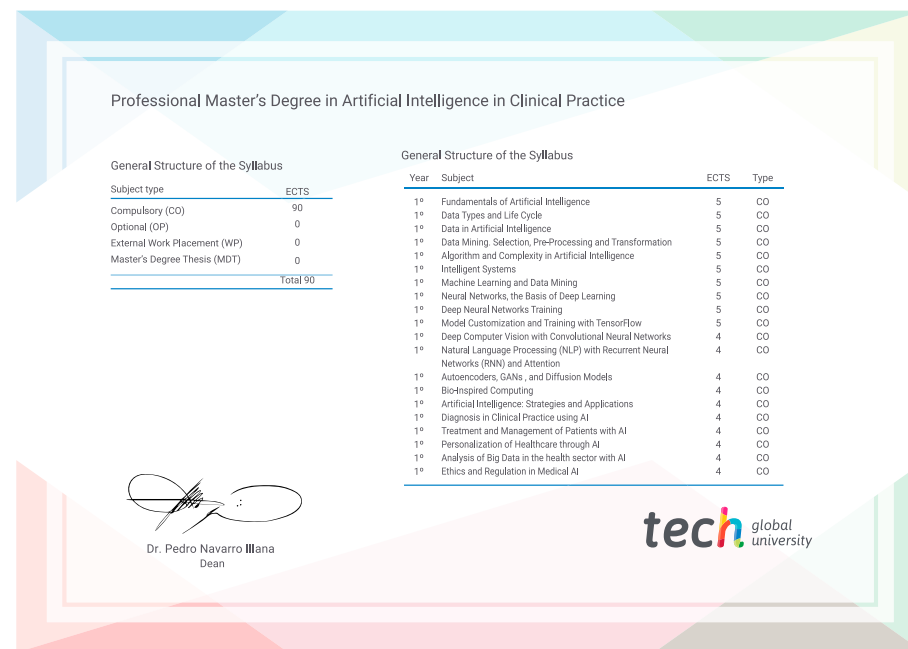 Professional Master's Degree in Artificial Intelligence in Clinical Practice
General Structure of the Syllabus
Subject type ECTS
Compulsory (CO) 90
Optional (OP) 0
External Work Placement (WP) 0
Master's Degree Thesis (MDT) 0
Total 90
General Structure of the Syllabus
Year Subject ECTS Type
1º Fundamentals of Artificial Intelligence 5 CO
1º Data Types and Life Cycle 5 CO
1º Data in Artificial Intelligence 5 CO
1º Data Mining. Selection, Pre-Processing and Transformation 5 CO
1º Algorithm and Complexity in Artificial Intelligence 5 CO
1º Intelligent Systems 5 CO
1º Machine Learning and Data Mining 5 CO
1º Neural Networks, the Basis of Deep Learning 5 CO
1º Deep Neural Networks Training 5 CO
1º Model Customization and Training with TensorFlow 5 CO
1º Deep Computer Vision with Convolutional Neural Networks 4 CO
1º Natural Language Processing (NLP) with Recurrent Neural 4 CO
Networks (RNN) and Attention
1º Autoencoders, GANs , and Diffusion Models 4 CO
1º Bio-Inspired Computing 4 CO
1º Artificial Intelligence: Strategies and Applications 4 CO
1º Diagnosis in Clinical Practice using AI 4 CO
1º Treatment and Management of Patients with AI 4 CO
1º Personalization of Healthcare through AI 4 CO
1º Analysis of Big Data in the health sector with AI 4 CO
1º Ethics and Regulation in Medical AI 4 CO
Dr. Pedro Navarro Illana
Dean
tech global
university